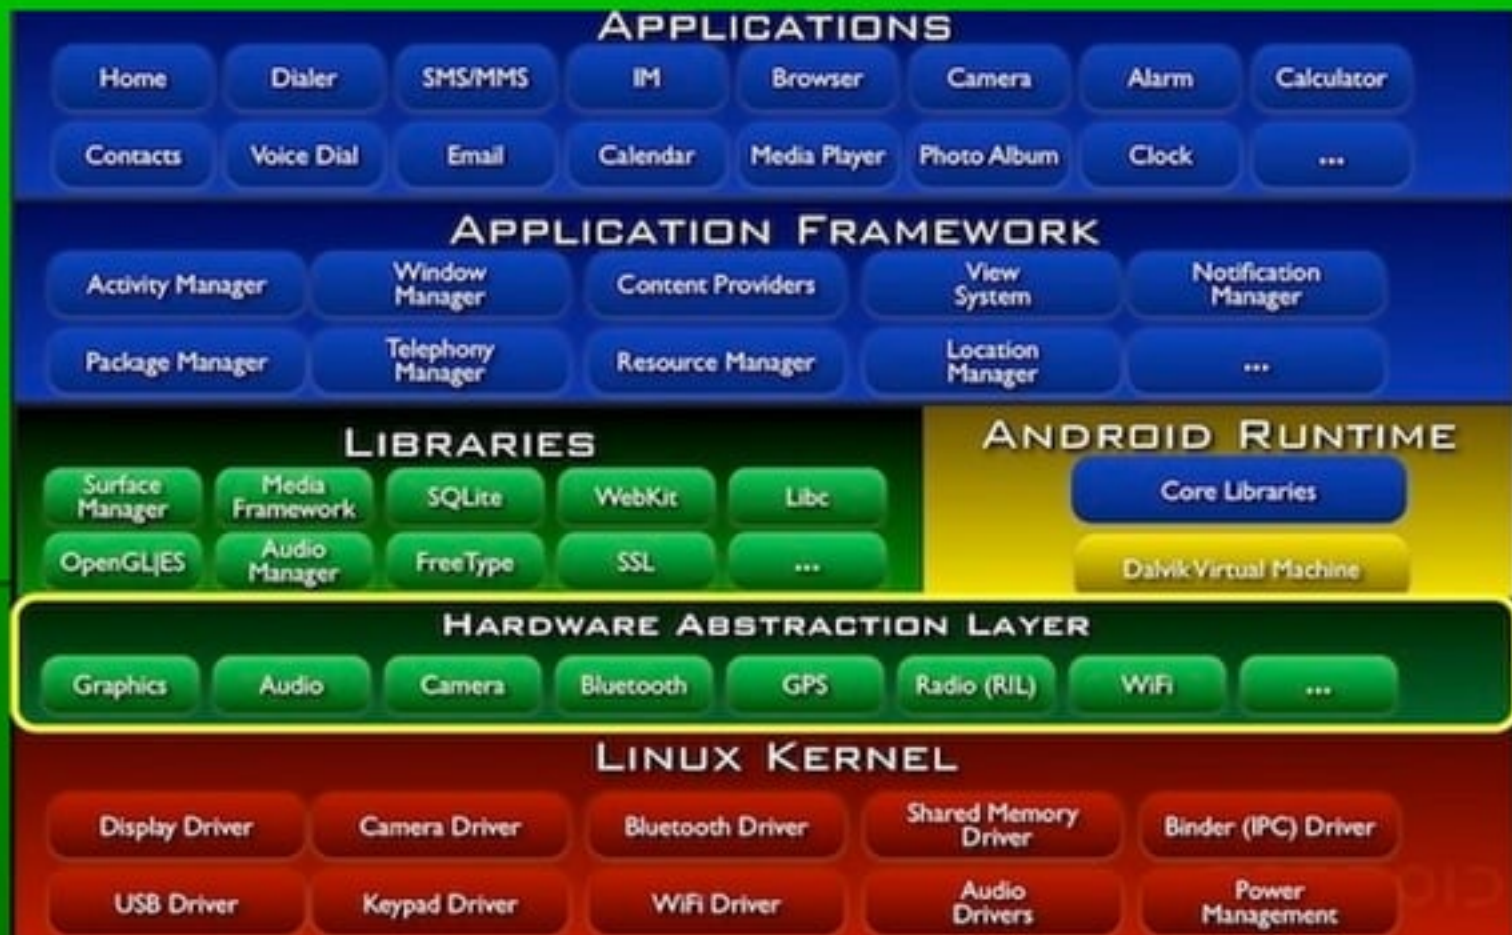 APPLICATIONS
Home Dialer SMS/MMS IM Browser Camera Alarm Calculator
Contacts Voice Dial Email Calendar Media Player Photo Album Clock ...
APPLICATION FRAMEWORK
Activity Manager Window Manager Content Providers View System Notification Manager
Package Manager Telephony Manager Resource Manager Location Manager ...
LIBRARIES
Surface Manager Media Framework SQLite WebKit Libc
OpenGL|ES Audio Manager FreeType SSL ...
ANDROID RUNTIME
Core Libraries
Dalvik Virtual Machine
HARDWARE ABSTRACTION LAYER
Graphics Audio Camera Bluetooth GPS Radio (RIL) WiFi ...
LINUX KERNEL
Display Driver Camera Driver Bluetooth Driver Shared Memory Driver Binder (IPC) Driver
USB Driver Keypad Driver WiFi Driver Audio Drivers Power Management